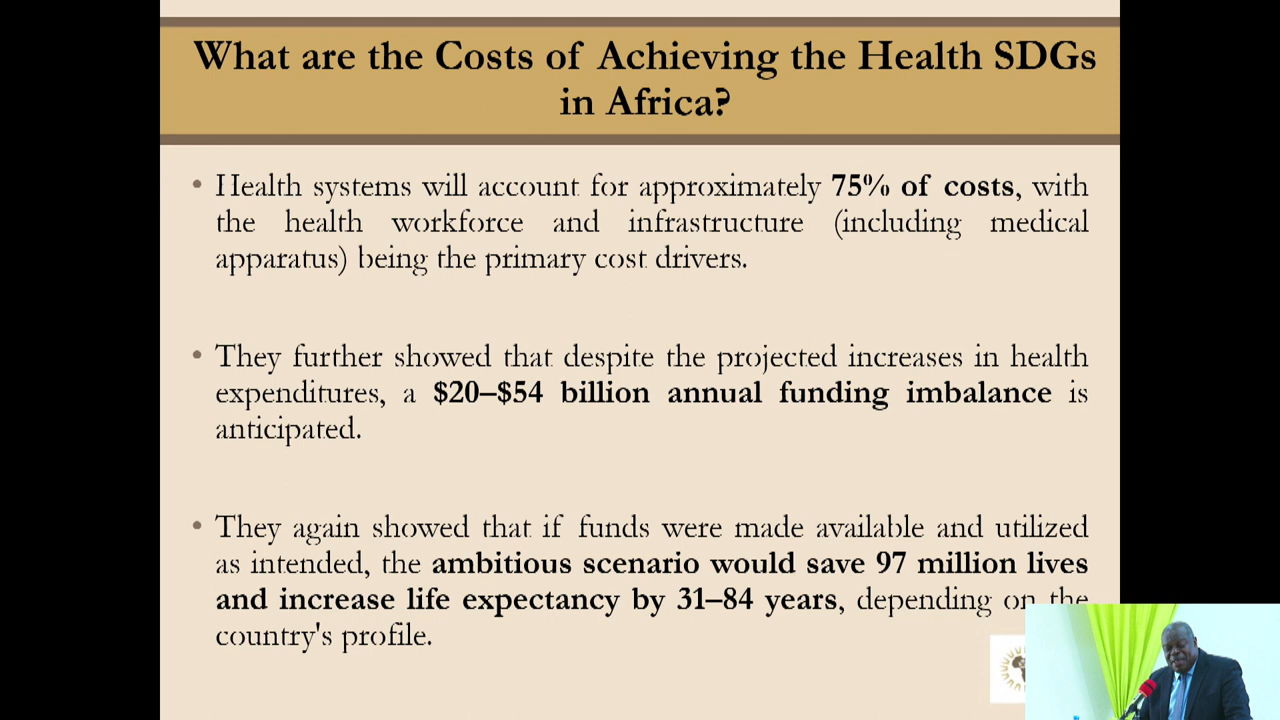 What are the Costs of Achieving the Health SDGs
in Africa?
• Health systems will account for approximately 75% of costs, with
the health workforce and infrastructure (including medical
apparatus) being the primary cost drivers.
• They further showed that despite the projected increases in health
expenditures, a $20–$54 billion annual funding imbalance is
anticipated.
• They again showed that if funds were made available and utilized
as intended, the ambitious scenario would save 97 million lives
and increase life expectancy by 31–84 years, depending on the
country's profile.